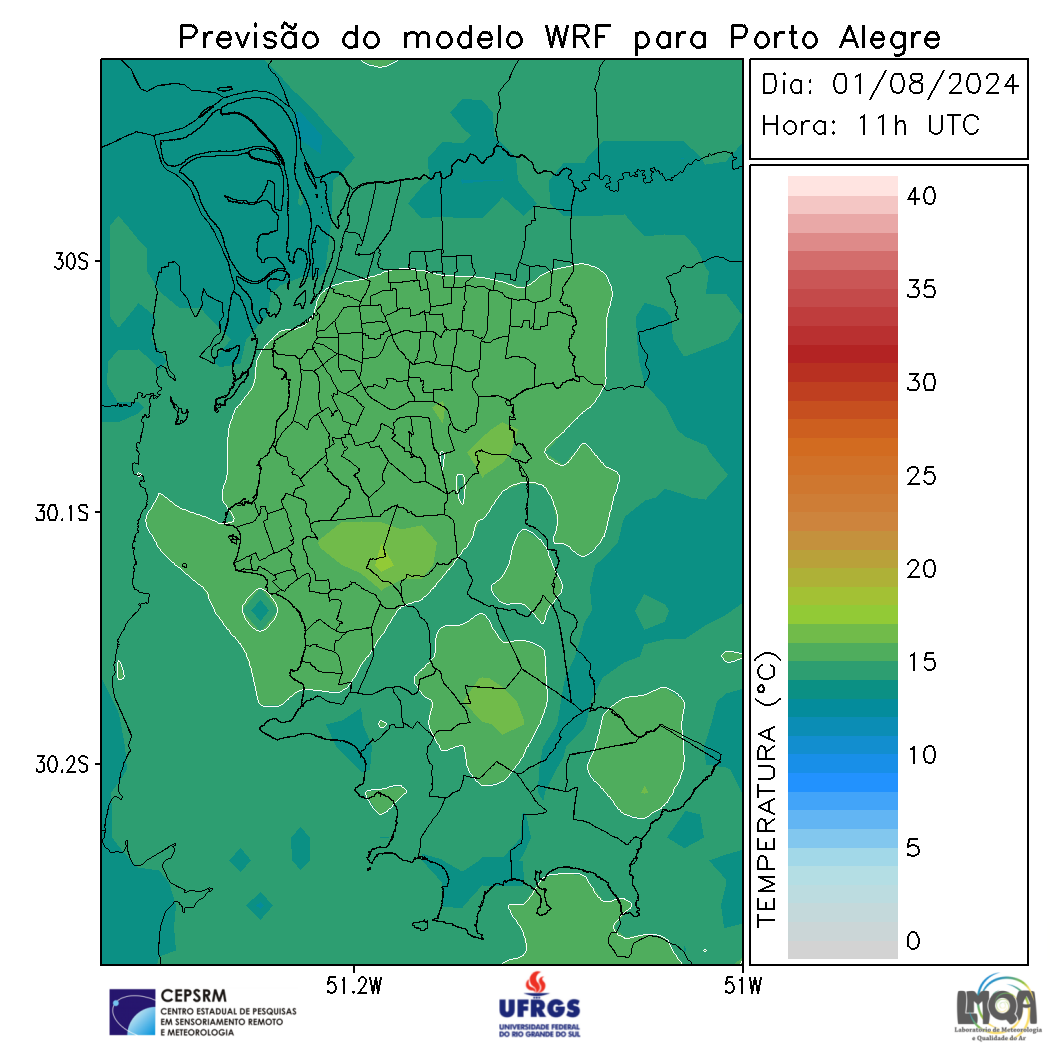 Previsão do modelo WRF para Porto Alegre
Dia: 01/08/2024
Hora: 11h UTC
40
35
30
25
20
15
10
5
0
TEMPERATURA (°C)
30S
30.1S
30.2S
51.2W
51W
CEPSRM
CENTRO ESTADUAL DE PESQUISAS
EM SENSORIAMENTO REMOTO
E METEOROLOGIA
UFRGS
UNIVERSIDADE FEDERAL
DO RIO GRANDE DO SUL
LMQA
Laboratório de Meteorologia
e Qualidade do Ar